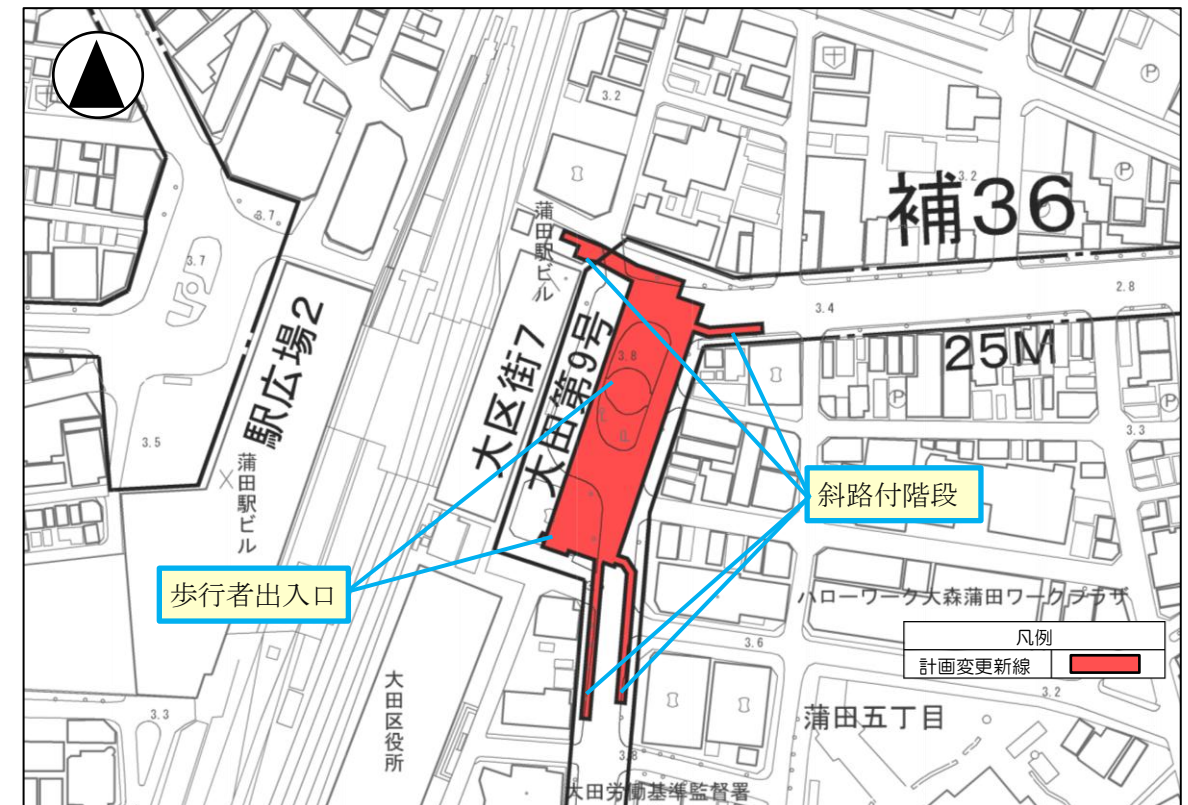 3.2
補36
3.2
3.7
3.7
蒲田駅ビル
2.8
3.4
25M
駅広場2
大区街7
大田第9号
3.8
3.5
3.3
蒲田駅ビル
斜路付階段
歩行者出入口
ハローワーク大森蒲田ワークプラザ
3.6
凡例
計画変更新線
3.2
3.3
大田区役所
蒲田五丁目
3.8
大田労働基準監督署
P
P
P